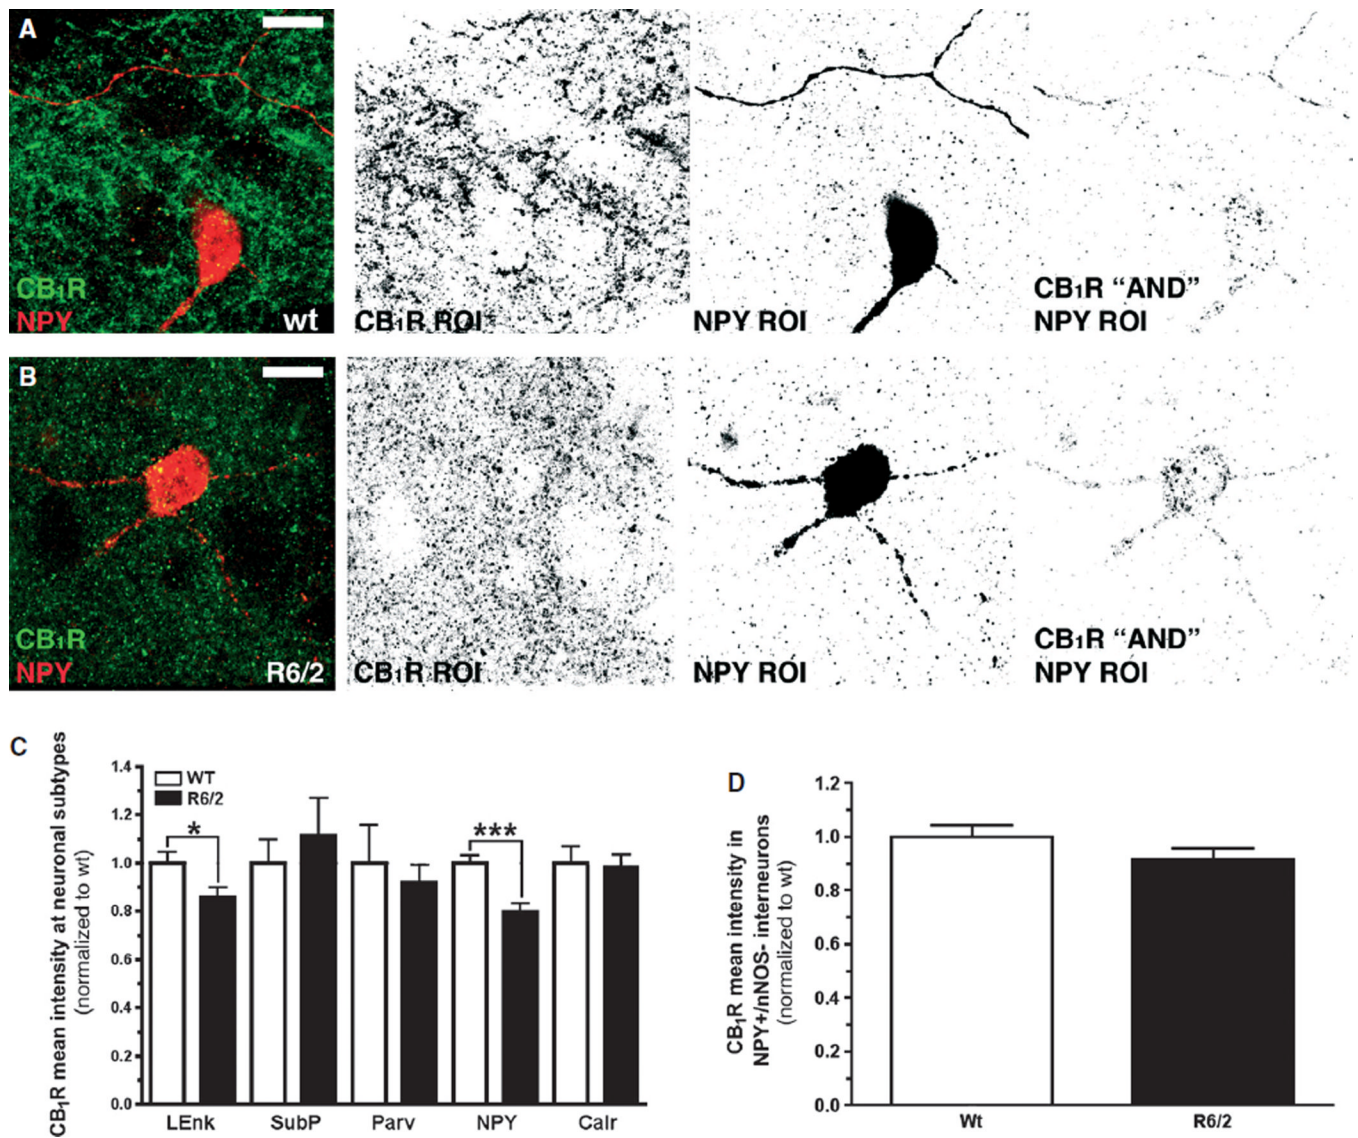 A
CB₁R
NPY
wt
CB₁R ROI
NPY ROI
CB₁R “AND”
NPY ROI
B
CB₁R
NPY
R6/2
CB₁R ROI
NPY ROI
CB₁R “AND”
NPY ROI
C
CB₁R mean intensity at neuronal subtypes
(normalized to wt)
1.4
1.2
1.0
0.8
0.6
0.4
0.2
0.0
WT
R6/2
*
***
LEnk
SubP
Parv
NPY
Calr
D
CB₁R mean intensity in
NPY+/nNOS- interneurons
(normalized to wt)
1.2
1.0
0.8
0.6
0.4
0.2
0.0
Wt
R6/2